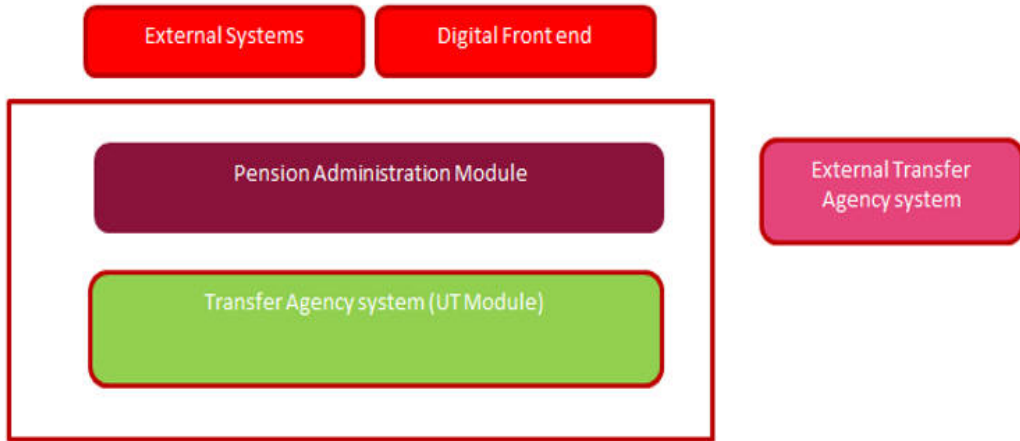 External Systems
Digital Front end
Pension Administration Module
External Transfer
Agency system
Transfer Agency system (UT Module)